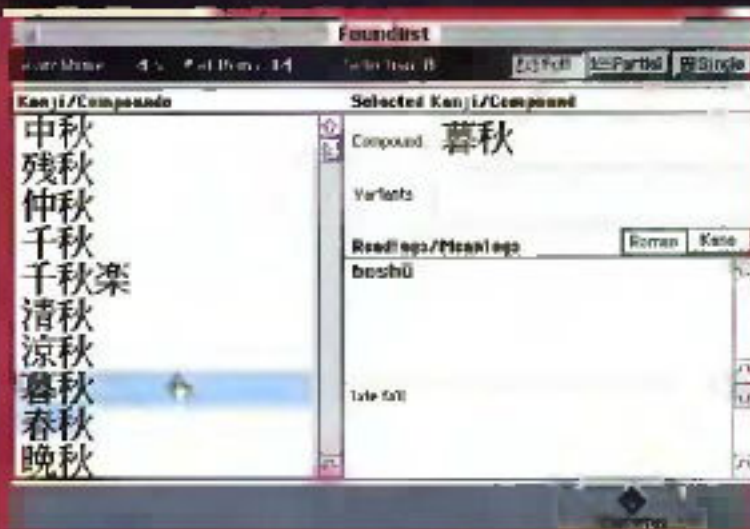 Foundlist
Full Partial Single
Kanji/Compounds
中秋
残秋
仲秋
千秋
千秋楽
清秋
涼秋
暮秋
春秋
晩秋
Selected Kanji/Compound
Compound 暮秋
Variants
Readings/Meanings Roman Kana
boshū
late fall